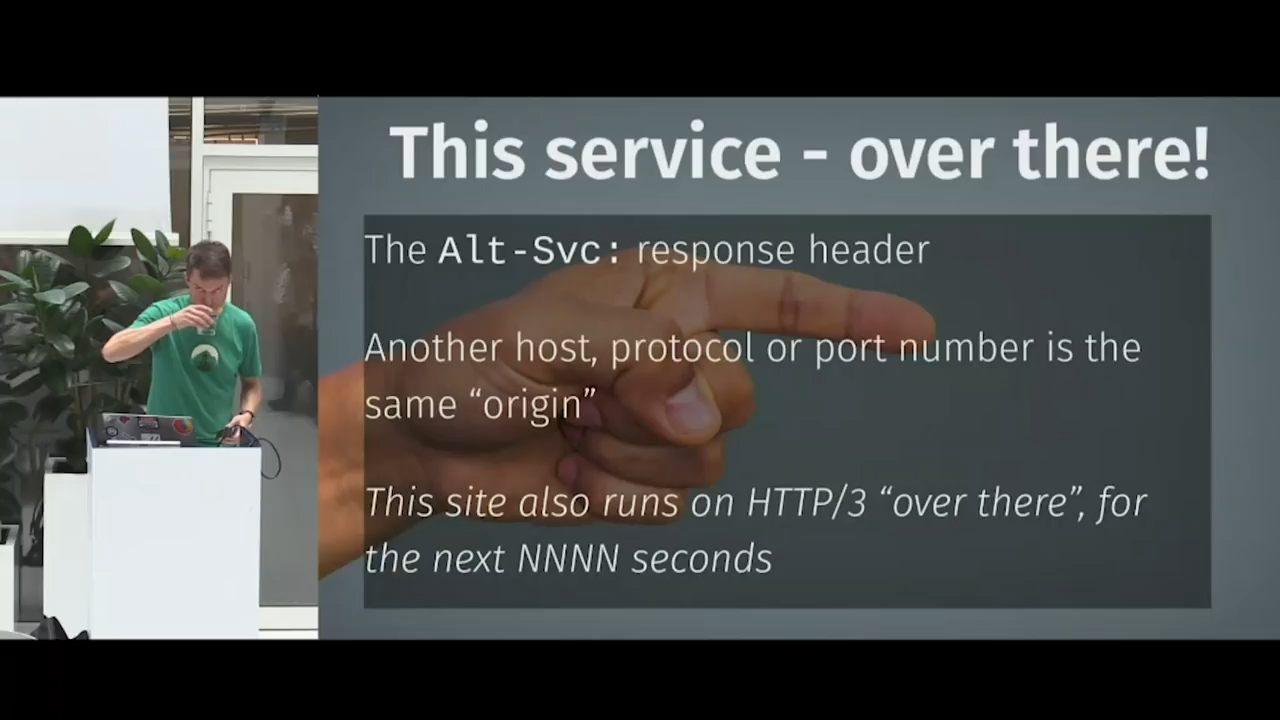 This service - over there!
The Alt-Svc: response header
Another host, protocol or port number is the
same “origin”
This site also runs on HTTP/3 “over there”, for
the next NNNN seconds